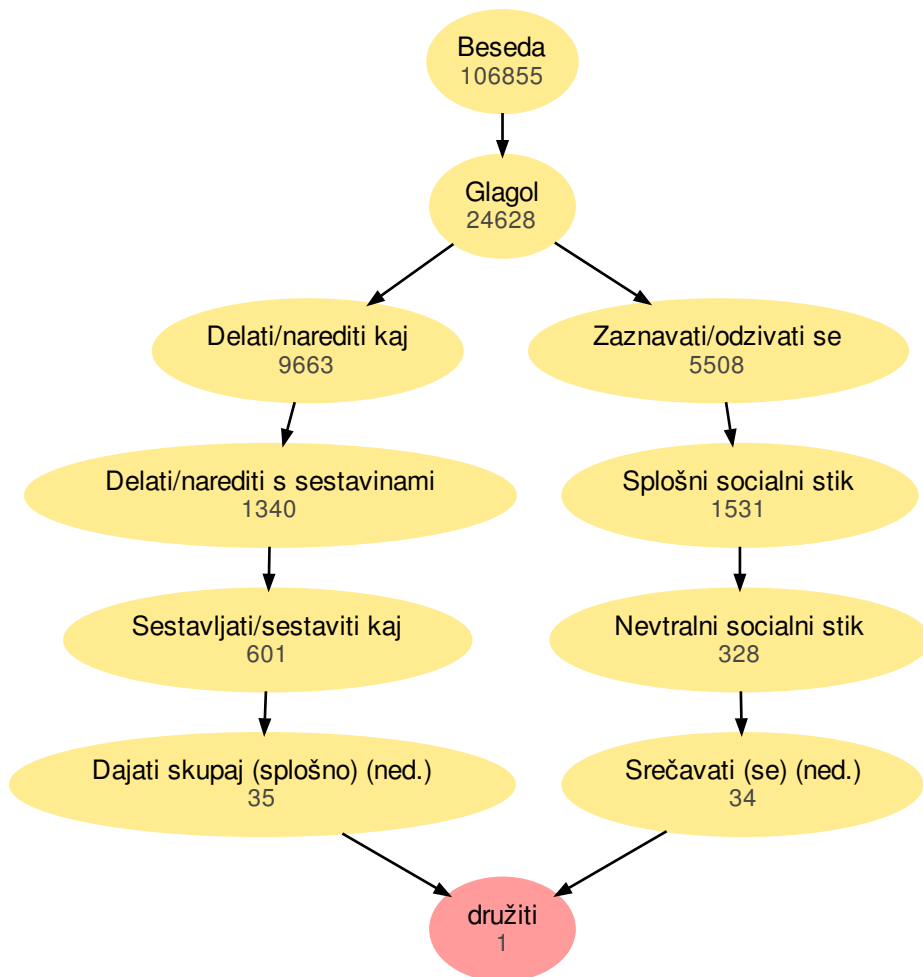 Beseda
106855
Glagol
24628
Delati/narediti kaj
9663
Zaznavati/odzivati se
5508
Delati/narediti s sestavinami
1340
Splošni socialni stik
1531
Sestavljati/sestaviti kaj
601
Nevtralni socialni stik
328
Dajati skupaj (splošno) (ned.)
35
Srečavati (se) (ned.)
34
družiti
1